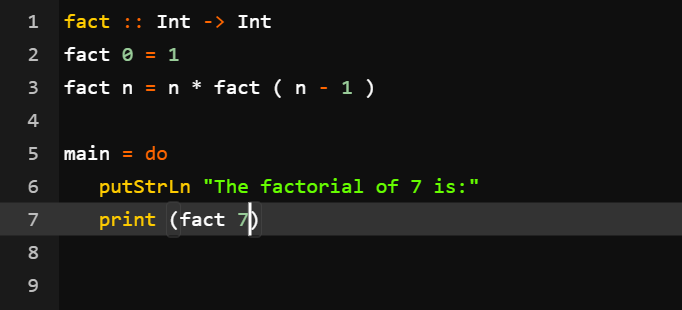 1 fact :: Int -> Int
2 fact 0 = 1
3 fact n = n * fact ( n - 1 )
4
5 main = do
6    putStrLn "The factorial of 7 is:"
7    print (fact 7)
8
9